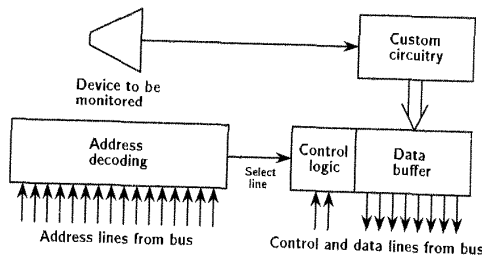 Custom
circuitry
Device to be
monitored
Address
decoding
Select
line
Control
logic
Data
buffer
Address lines from bus
Control and data lines from bus